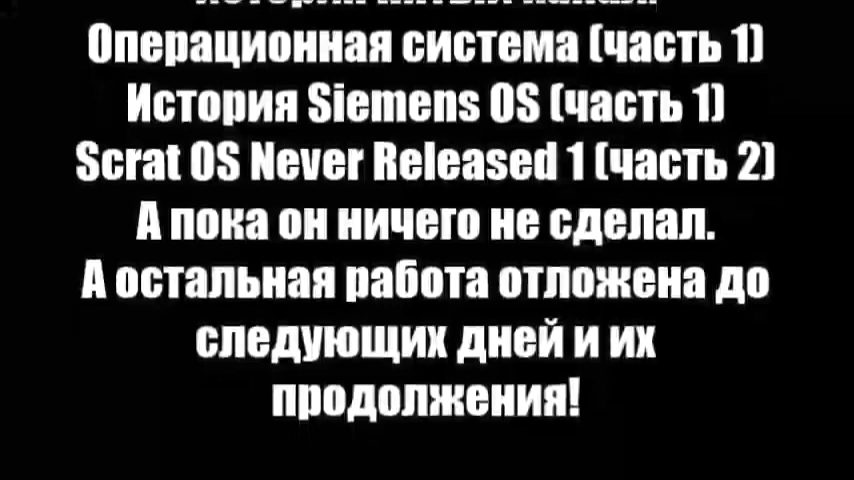 Операционная система (часть 1)
История Siemens OS (часть 1)
Scrat OS Never Released 1 (часть 2)
А пока он ничего не сделал.
А остальная работа отложена до
следующих дней и их
продолжения!